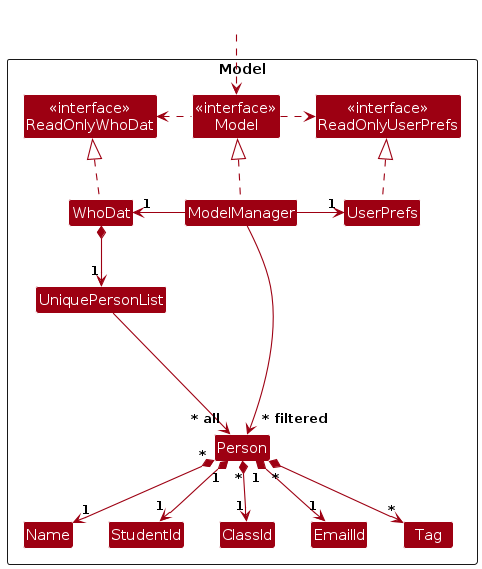 Model
«interface»
ReadOnlyWhoDat
«interface»
Model
«interface»
ReadOnlyUserPrefs
WhoDat
1
ModelManager
1
UserPrefs
1
UniquePersonList
* all
* filtered
Person
*
1
*
1
*
1
1
1
1
*
Name
StudentId
ClassId
EmailId
Tag